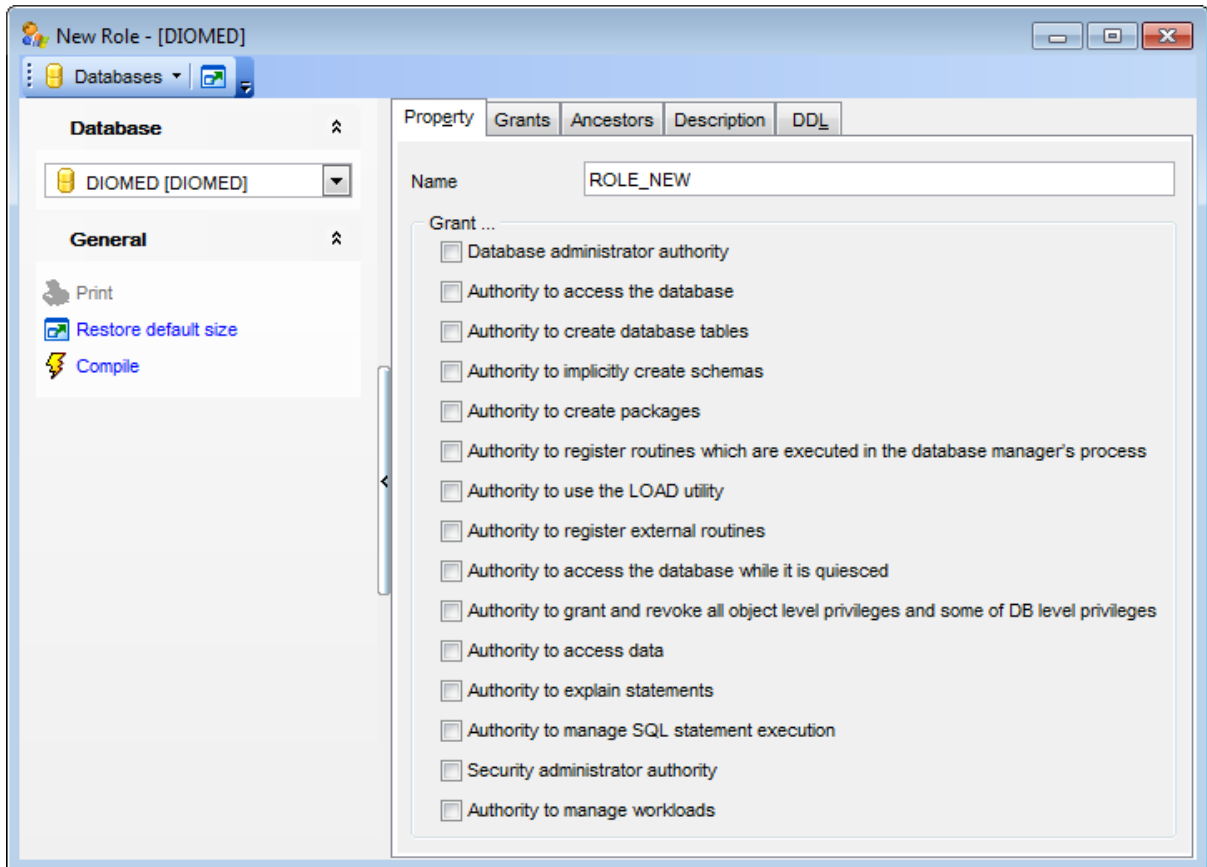 New Role - [DIOMED]
Databases
Database
DIOMED [DIOMED]
General
Print
Restore default size
Compile
Property Grants Ancestors Description DDL
Name ROLE_NEW
Grant ...
Database administrator authority
Authority to access the database
Authority to create database tables
Authority to implicitly create schemas
Authority to create packages
Authority to register routines which are executed in the database manager's process
Authority to use the LOAD utility
Authority to register external routines
Authority to access the database while it is quiesced
Authority to grant and revoke all object level privileges and some of DB level privileges
Authority to access data
Authority to explain statements
Authority to manage SQL statement execution
Security administrator authority
Authority to manage workloads